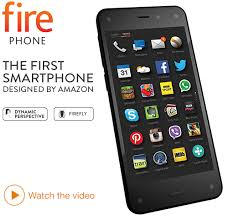 fire
PHONE
THE FIRST
SMARTPHONE
DESIGNED BY AMAZON
DYNAMIC
PERSPECTIVE
FIREFLY
Watch the video